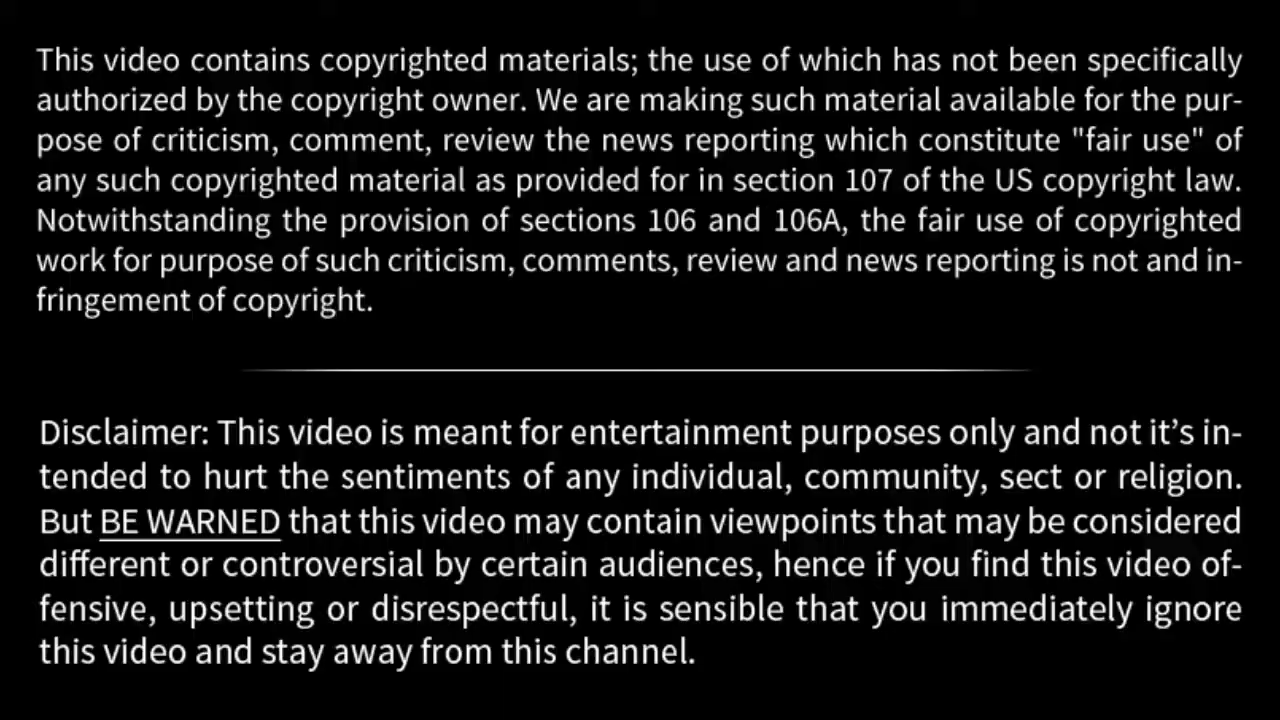 This video contains copyrighted materials; the use of which has not been specifically
authorized by the copyright owner. We are making such material available for the pur-
pose of criticism, comment, review the news reporting which constitute "fair use" of
any such copyrighted material as provided for in section 107 of the US copyright law.
Notwithstanding the provision of sections 106 and 106A, the fair use of copyrighted
work for purpose of such criticism, comments, review and news reporting is not and in-
fringement of copyright.
Disclaimer: This video is meant for entertainment purposes only and not it’s in-
tended to hurt the sentiments of any individual, community, sect or religion.
But BE WARNED that this video may contain viewpoints that may be considered
different or controversial by certain audiences, hence if you find this video of-
fensive, upsetting or disrespectful, it is sensible that you immediately ignore
this video and stay away from this channel.